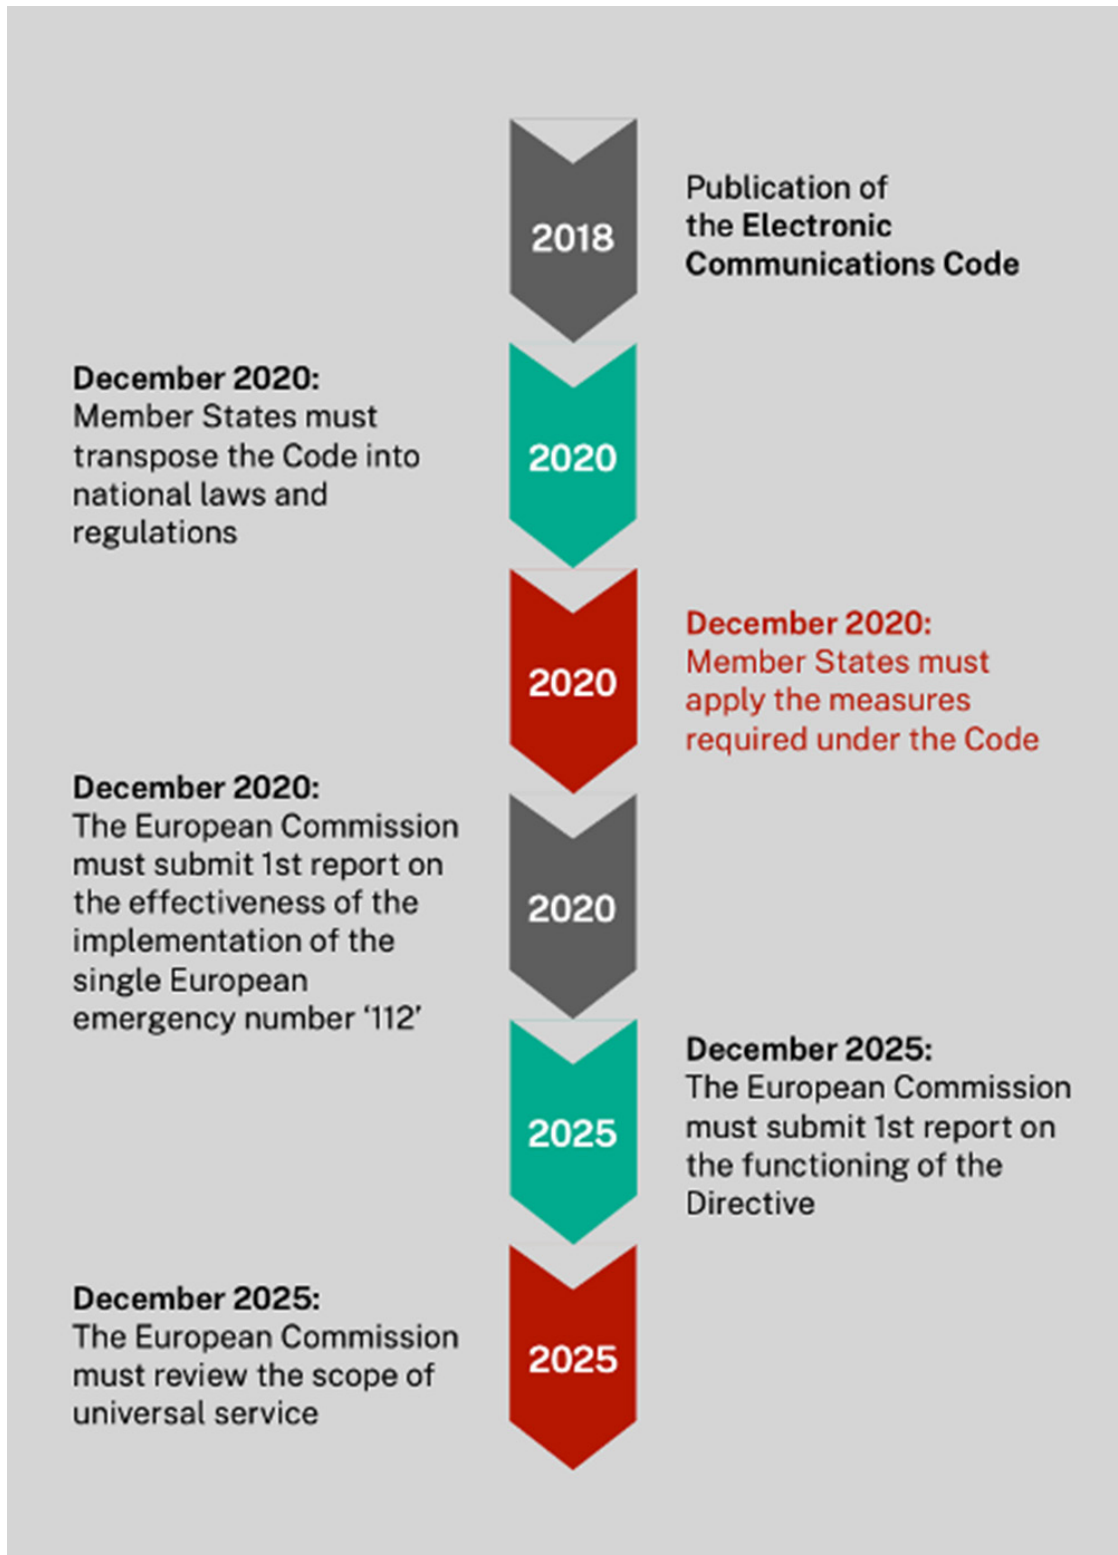 2018
Publication of
the Electronic
Communications Code
December 2020:
Member States must
transpose the Code into
national laws and
regulations
2020
2020
December 2020:
Member States must
apply the measures
required under the Code
December 2020:
The European Commission
must submit 1st report on
the effectiveness of the
implementation of the
single European
emergency number ‘112’
2020
2025
December 2025:
The European Commission
must submit 1st report on
the functioning of the
Directive
December 2025:
The European Commission
must review the scope of
universal service
2025